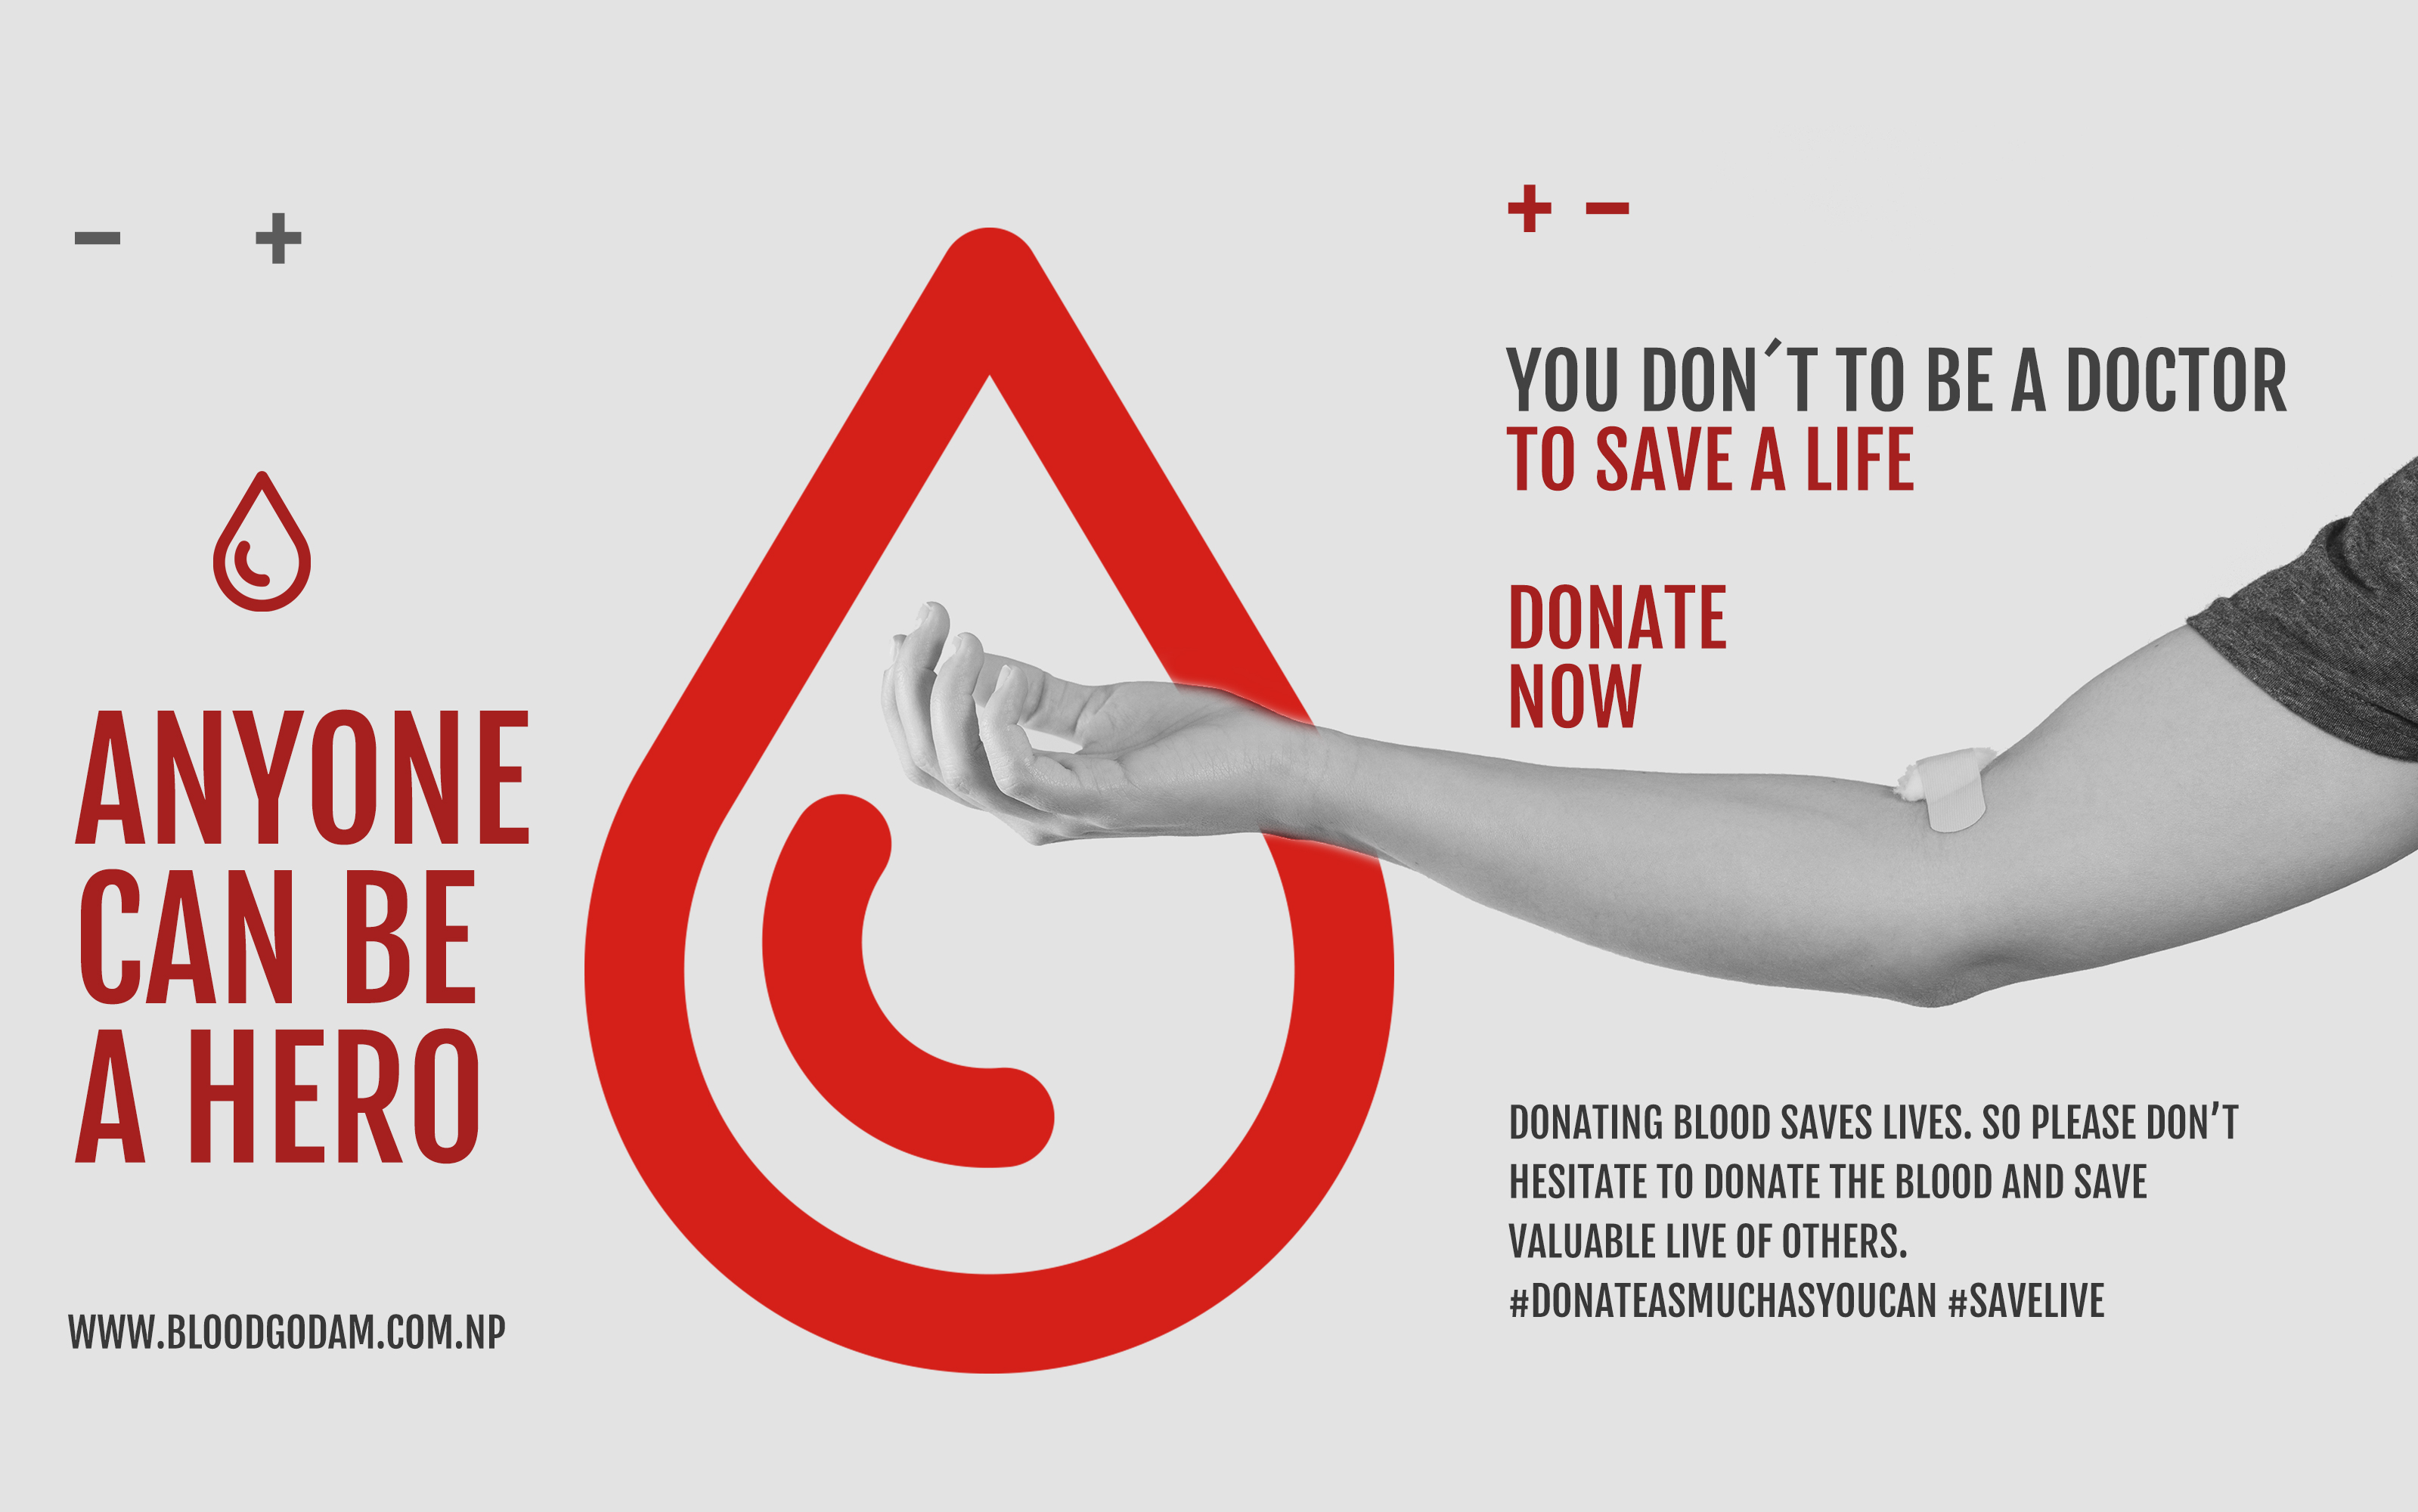 ANYONE
CAN BE
A HERO
WWW.BLOODGODAM.COM.NP
+ −
YOU DON´T TO BE A DOCTOR
TO SAVE A LIFE
DONATE
NOW
DONATING BLOOD SAVES LIVES. SO PLEASE DON’T
HESITATE TO DONATE THE BLOOD AND SAVE
VALUABLE LIVE OF OTHERS.
#DONATEASMUCHASYOUCAN #SAVELIVE